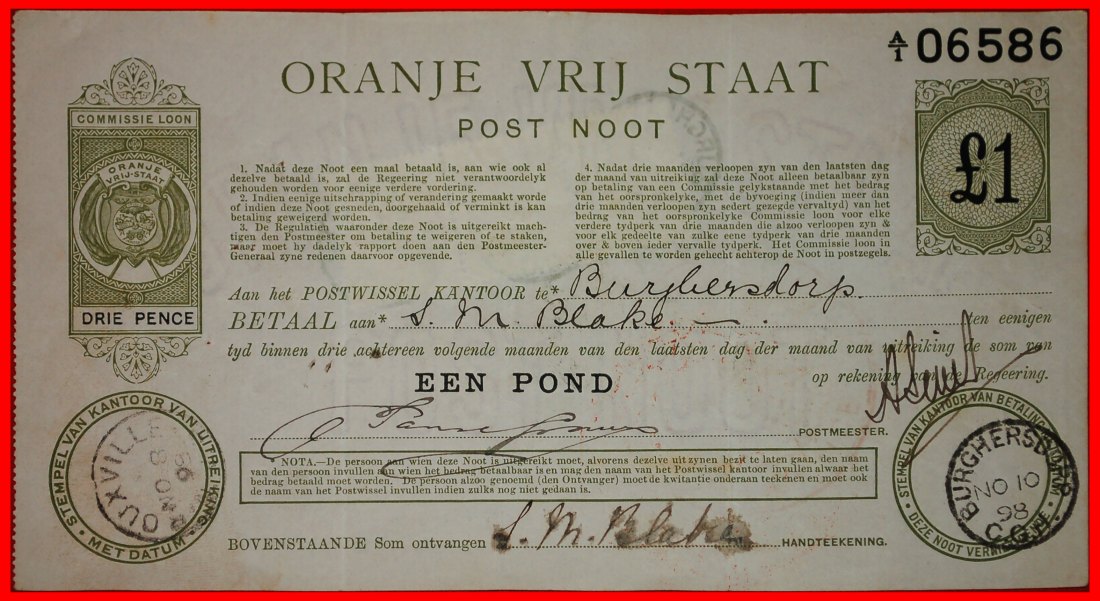 A/1 06586
ORANJE VRIJ STAAT
POST NOOT
COMMISSIE LOON
ORANJE
VRIJ-STAAT
DRIE PENCE
£1
1. Nadat deze Noot een maal betaald is, aan wie ook al
dezelve betaald is, zal de Regeering niet verantwoordelyk
gehouden worden voor eenige verdere vordering.
2. Indien eenige uitschrapping of verandering gemaakt worde
of indien deze Noot gesneden, doorgehaald of verminkt is kan
betaling geweigerd worden.
3. De Regulatien waaronder deze Noot is uitgereikt mach-
tigen den Postmeester om betaling te weigeren of te staken,
maar moet hy dadelyk rapport doen aan den Postmeester-
Generaal zyne redenen daarvoor opgevende.
4. Nadat drie maanden verloopen zyn van den laatsten dag
der maand van uitreiking zal deze Noot alleen betaalbaar zyn
op betaling van een Commissie gelykstaande met het bedrag
van het oorspronkelyke, met de byvoeging (indien meer dan
drie maanden verloopen zyn sedert gezegde vervaltyd) van het
bedrag van de oorspronkelyke Commissie loon voor elke
verdere tydperk van drie maanden die alzoo verloopen zyn &
voor elk gedeelte van zulke eene tydperk van drie maanden
over & boven ieder vervalle tydperk. Het Commissie loon in
alle gevallen te worden gehecht achterop de Noot in postzegels.
Aan het POSTWISSEL KANTOOR te* Burghersdorp.
BETAAL aan* S. M. Blake — . ten eenigen
tyd binnen drie achtereen volgende maanden van den laatsten dag der maand van uitreiking de som van
EEN POND op rekening van de Regeering.
POSTMEESTER.
STEMPEL VAN KANTOOR VAN UITREIKING
MET DATUM
ROUXVILLE
NO
8
98
NOTA.—De persoon aan wien deze Noot is uitgereikt moet, alvorens dezelve uit zynen bezit te laten gaan, den naam
van den persoon invullen aan wien het bedrag betaalbaar is en mag den naam van het Postwissel kantoor invullen alwaar het
bedrag betaald moet worden. De persoon alzoo genoemd (den Ontvanger) moet de kwitantie onderaan teekenen en moet ook
de naam van het Postwissel invullen indien zulks nog niet gedaan is.
STEMPEL VAN KANTOOR VAN BETALING
DEZE NOOT
BURGHERSDORP
NO 10
98
C.G.H.
BOVENSTAANDE Som ontvangen S. M. Blake HANDTEEKENING.